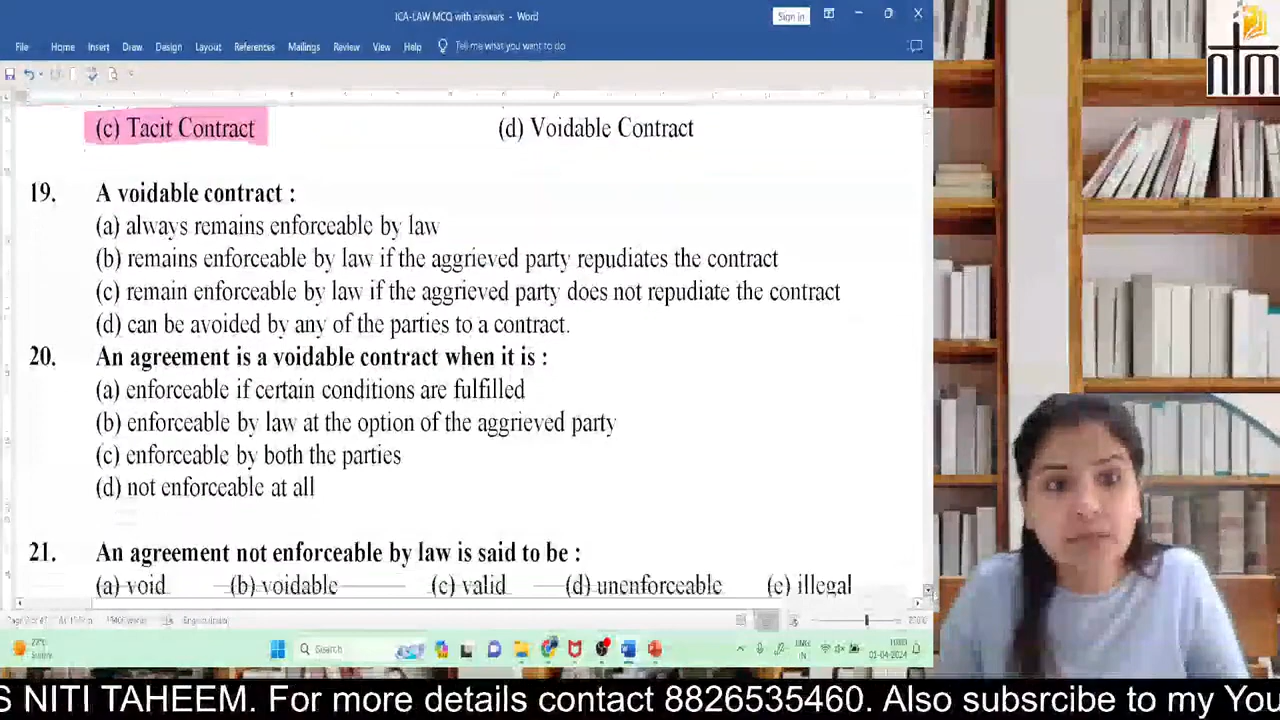 ICA-LAW MCQ with answers - Word
Sign in
File Home Insert Draw Design Layout References Mailings Review View Help Tell me what you want to do
ntm
(c) Tacit Contract (d) Voidable Contract
19. A voidable contract :
(a) always remains enforceable by law
(b) remains enforceable by law if the aggrieved party repudiates the contract
(c) remain enforceable by law if the aggrieved party does not repudiate the contract
(d) can be avoided by any of the parties to a contract.
20. An agreement is a voidable contract when it is :
(a) enforceable if certain conditions are fulfilled
(b) enforceable by law at the option of the aggrieved party
(c) enforceable by both the parties
(d) not enforceable at all
21. An agreement not enforceable by law is said to be :
(a) void (b) voidable (c) valid (d) unenforceable (e) illegal
Search
01-04-2024
S NITI TAHEEM. For more details contact 8826535460. Also subsrcibe to my You